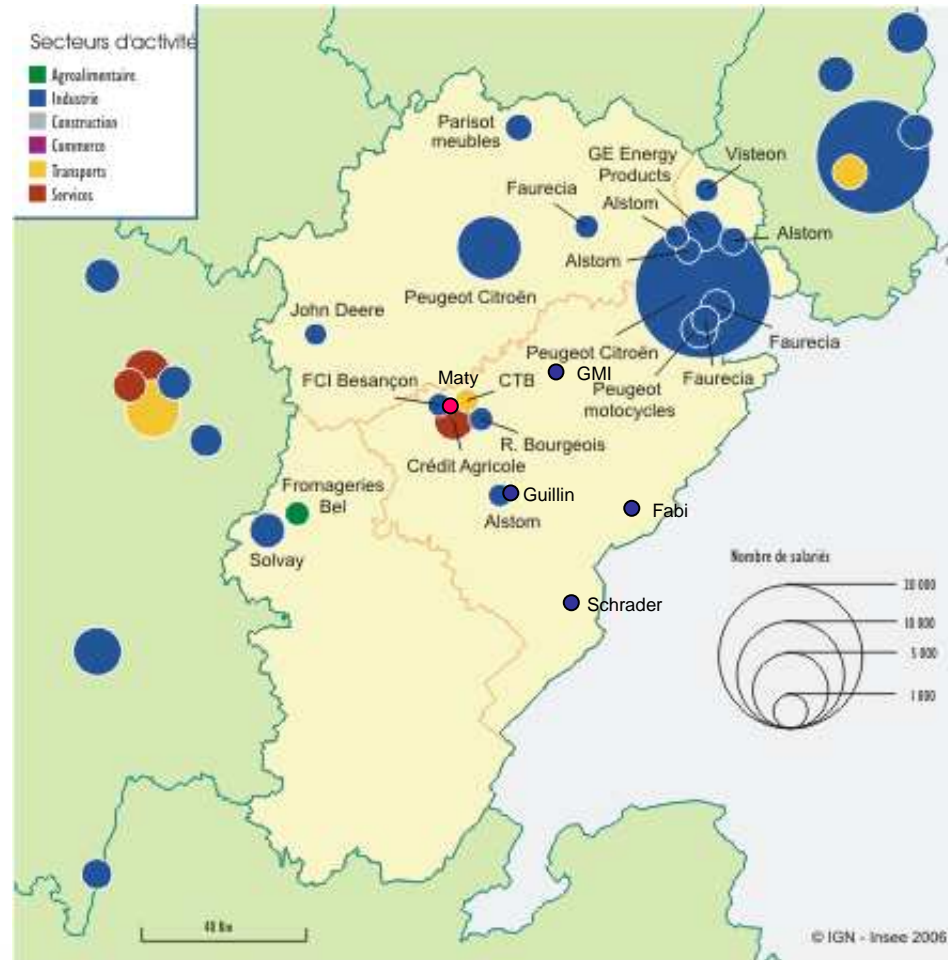 Secteurs d'activité
Agroalimentaire
Industrie
Construction
Commerce
Transports
Services
Parisot
meubles
GE Energy
Products
Visteon
Faurecia
Alstom
Alstom
Alstom
Peugeot Citroën
John Deere
Peugeot Citroën
Faurecia
FCI Besançon
Maty
CTB
GMI
Peugeot
motocycles
Faurecia
R. Bourgeois
Crédit Agricole
Fromageries
Bel
Guillin
Alstom
Fabi
Solvay
Nombre de salariés
20 000
10 000
5 000
1 000
Schrader
40 Km
© IGN - Insee 2006